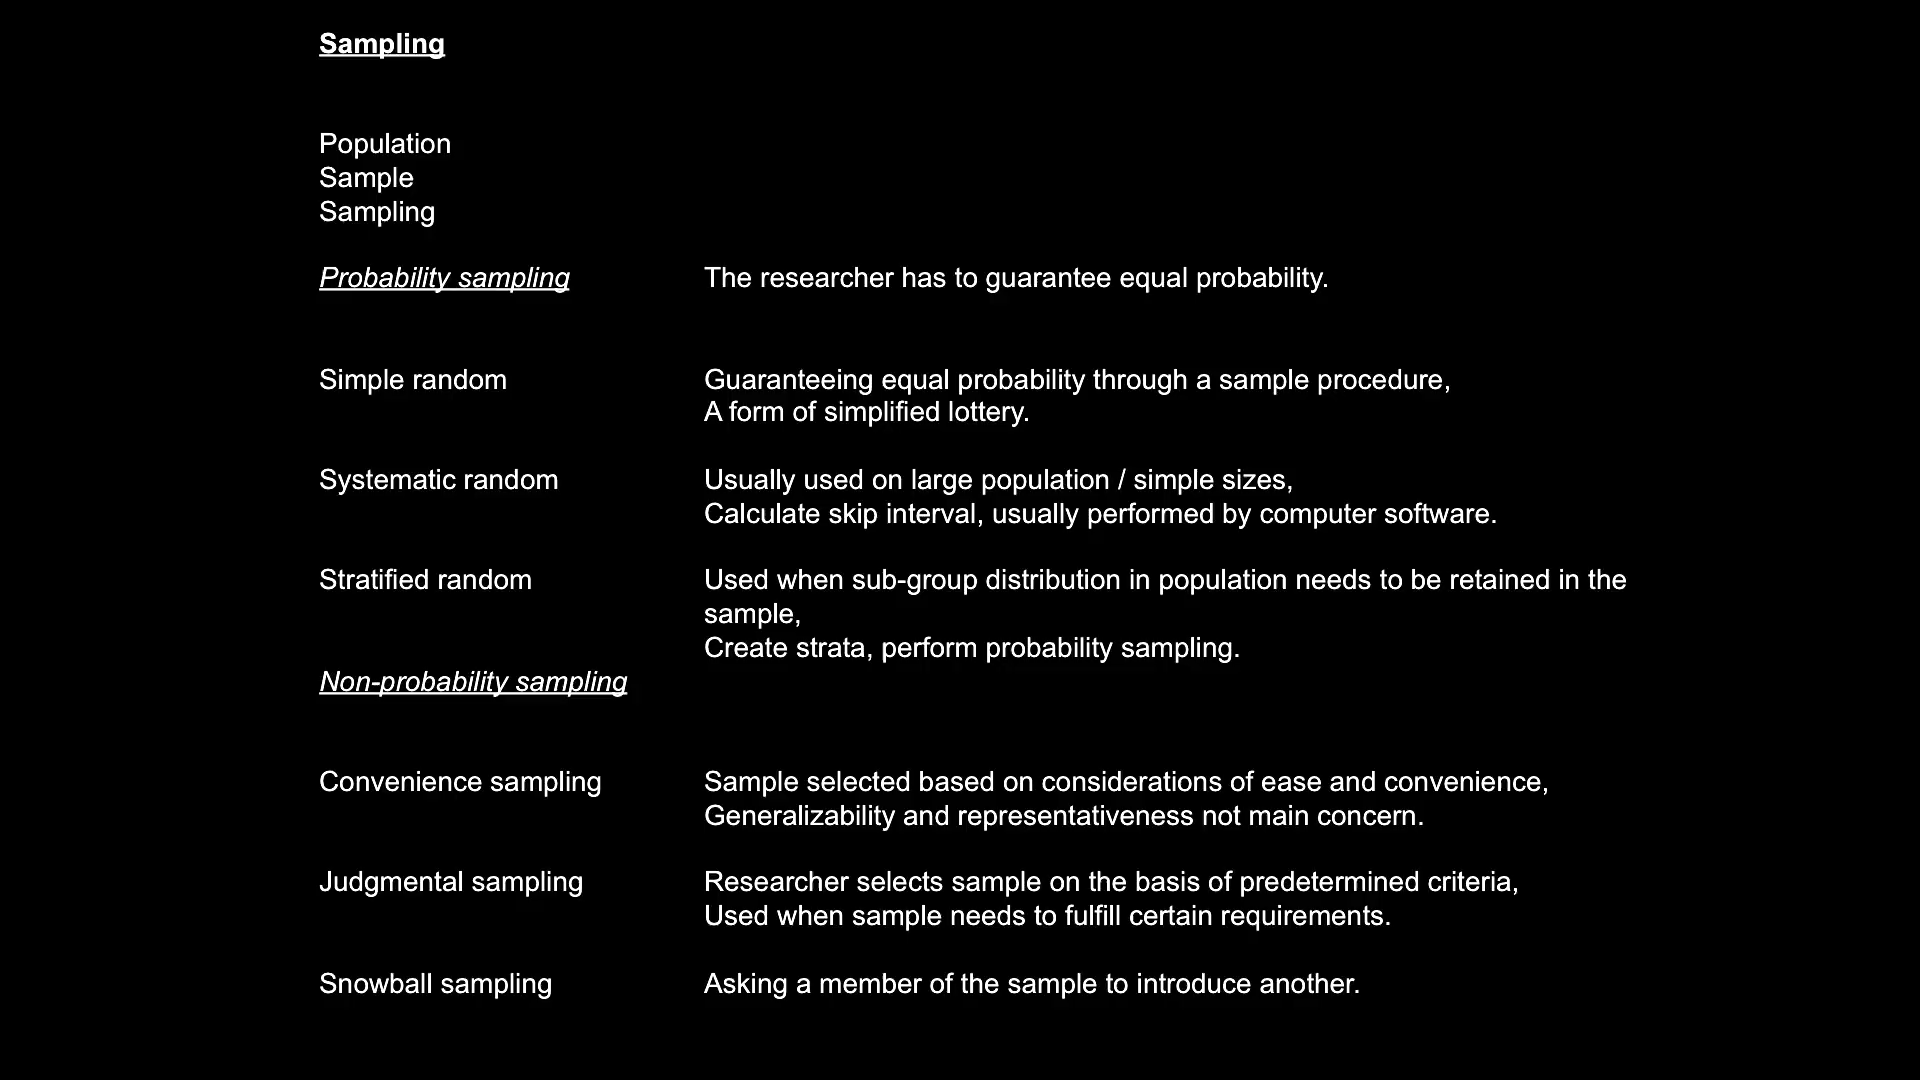 Sampling
Population
Sample
Sampling
Probability sampling
The researcher has to guarantee equal probability.
Simple random
Guaranteeing equal probability through a sample procedure,
A form of simplified lottery.
Systematic random
Usually used on large population / simple sizes,
Calculate skip interval, usually performed by computer software.
Stratified random
Used when sub-group distribution in population needs to be retained in the
sample,
Create strata, perform probability sampling.
Non-probability sampling
Convenience sampling
Sample selected based on considerations of ease and convenience,
Generalizability and representativeness not main concern.
Judgmental sampling
Researcher selects sample on the basis of predetermined criteria,
Used when sample needs to fulfill certain requirements.
Snowball sampling
Asking a member of the sample to introduce another.